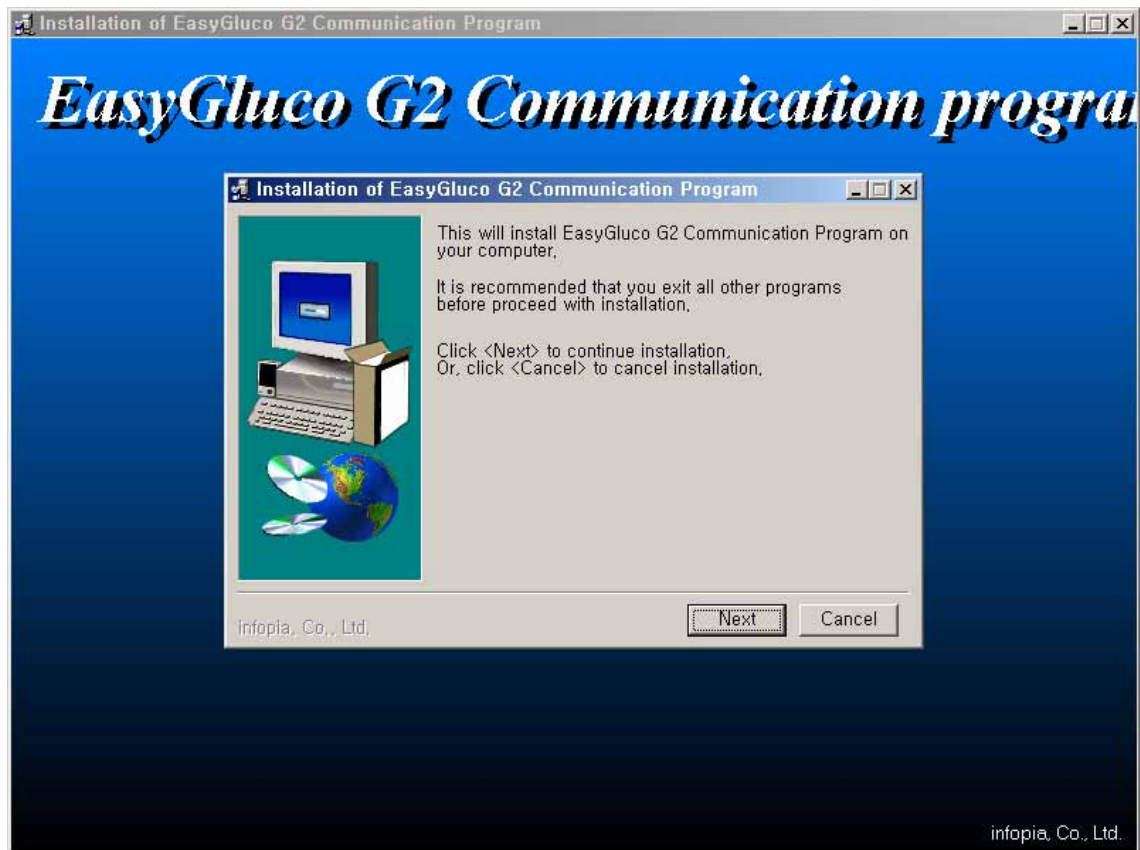 Installation of EasyGluco G2 Communication Program
EasyGluco G2 Communication progra
Installation of EasyGluco G2 Communication Program
This will install EasyGluco G2 Communication Program on
your computer,
It is recommended that you exit all other programs
before proceed with installation,
Click <Next> to continue installation,
Or, click <Cancel> to cancel installation,
infopia, Co,, Ltd,
Next
Cancel
infopia, Co., Ltd.